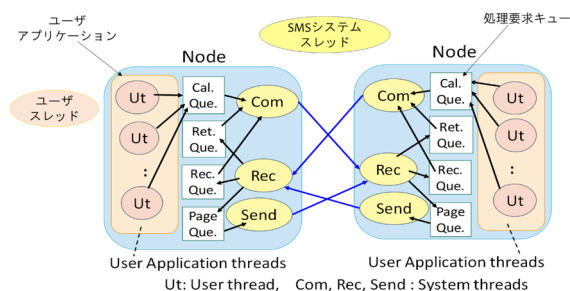 ユーザ
アプリケーション
SMSシステム
スレッド
処理要求キュー
Node
Node
ユーザ
スレッド
Ut
Ut
:
Ut
Cal.
Que.
Ret.
Que.
Rec.
Que.
Page
Que.
Com
Rec
Send
Com
Rec
Send
Cal.
Que.
Ret.
Que.
Rec.
Que.
Page
Que.
Ut
Ut
:
Ut
User Application threads
User Application threads
Ut: User thread, Com, Rec, Send : System threads